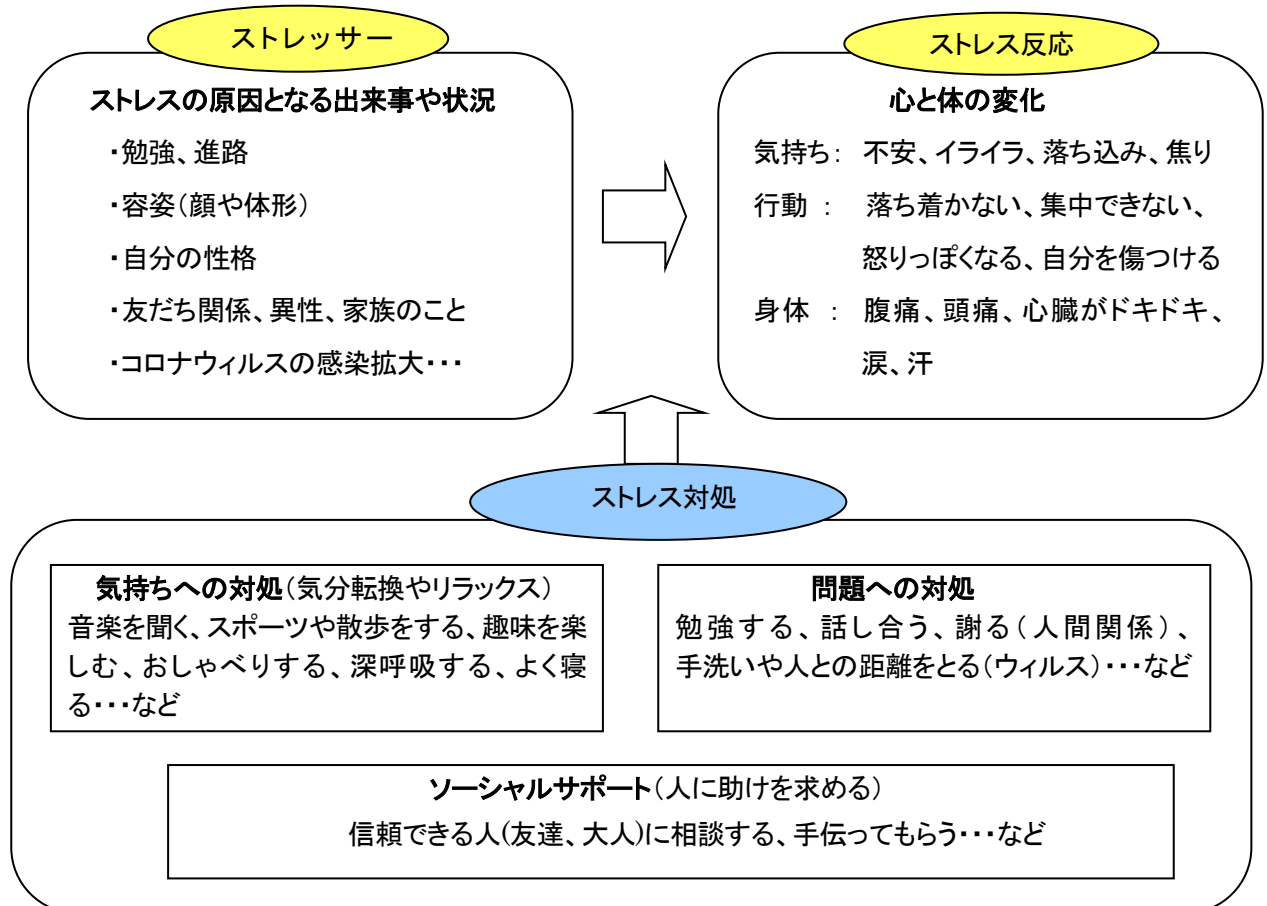 ストレッサー
ストレスの原因となる出来事や状況
・勉強、進路
・容姿(顔や体形)
・自分の性格
・友だち関係、異性、家族のこと
・コロナウィルスの感染拡大・・・
ストレス反応
心と体の変化
気持ち： 不安、イライラ、落ち込み、焦り
行動 ： 落ち着かない、集中できない、
怒りっぽくなる、自分を傷つける
身体 ： 腹痛、頭痛、心臓がドキドキ、
涙、汗
ストレス対処
気持ちへの対処(気分転換やリラックス)
音楽を聞く、スポーツや散歩をする、趣味を楽
しむ、おしゃべりする、深呼吸する、よく寝
る・・・など
問題への対処
勉強する、話し合う、謝る(人間関係)、
手洗いや人との距離をとる(ウィルス)・・・など
ソーシャルサポート(人に助けを求める)
信頼できる人(友達、大人)に相談する、手伝ってもらう・・・など